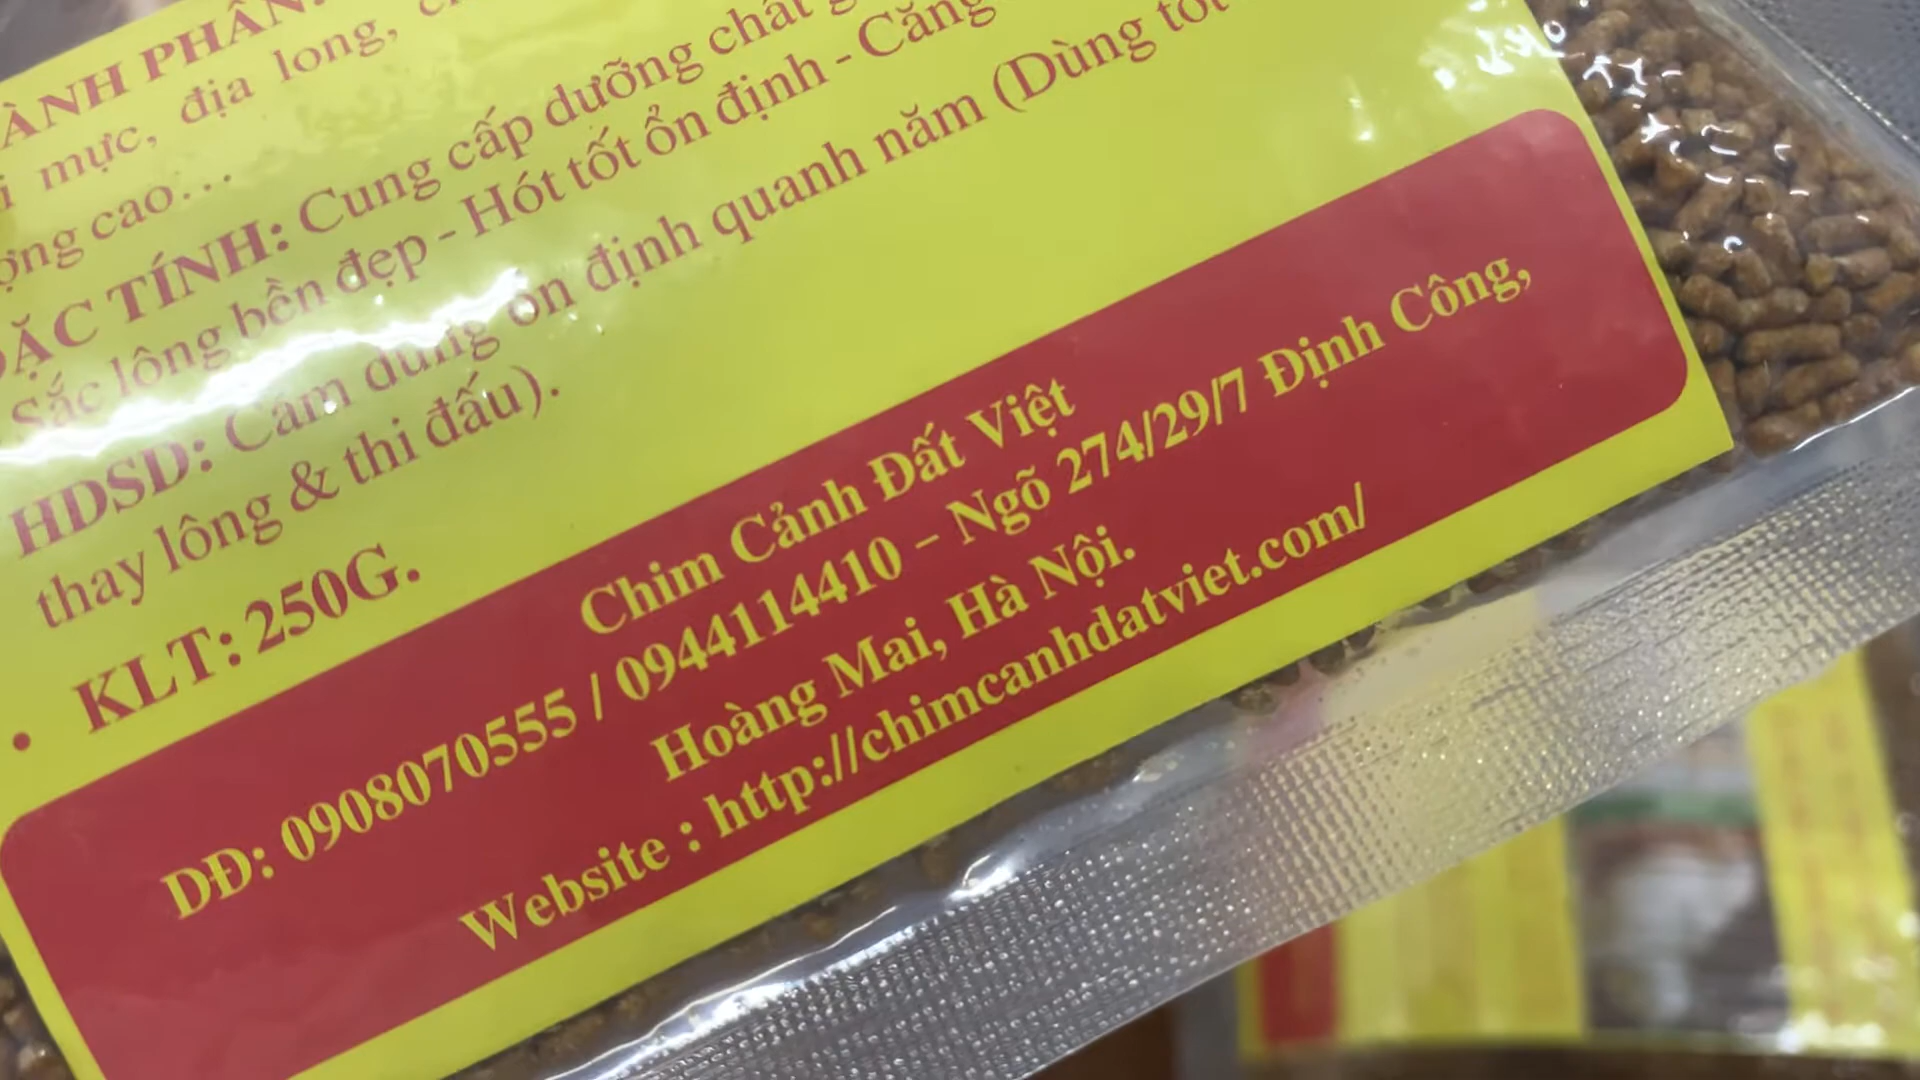 ÀNH PHẦN:
mực, địa long,
ợng cao...
ĐẶC TÍNH: Cung cấp dưỡng chất
Sắc lông bền đẹp - Hót tốt ổn định - Căng
HDSD: Cám dùng ổn định quanh năm (Dùng tốt
thay lông & thi đấu).
• KLT: 250G.
Chim Cảnh Đất Việt
DĐ: 0908070555 / 0944114410 – Ngõ 274/29/7 Định Công,
Hoàng Mai, Hà Nội.
Website : http://chimcanhdatviet.com/